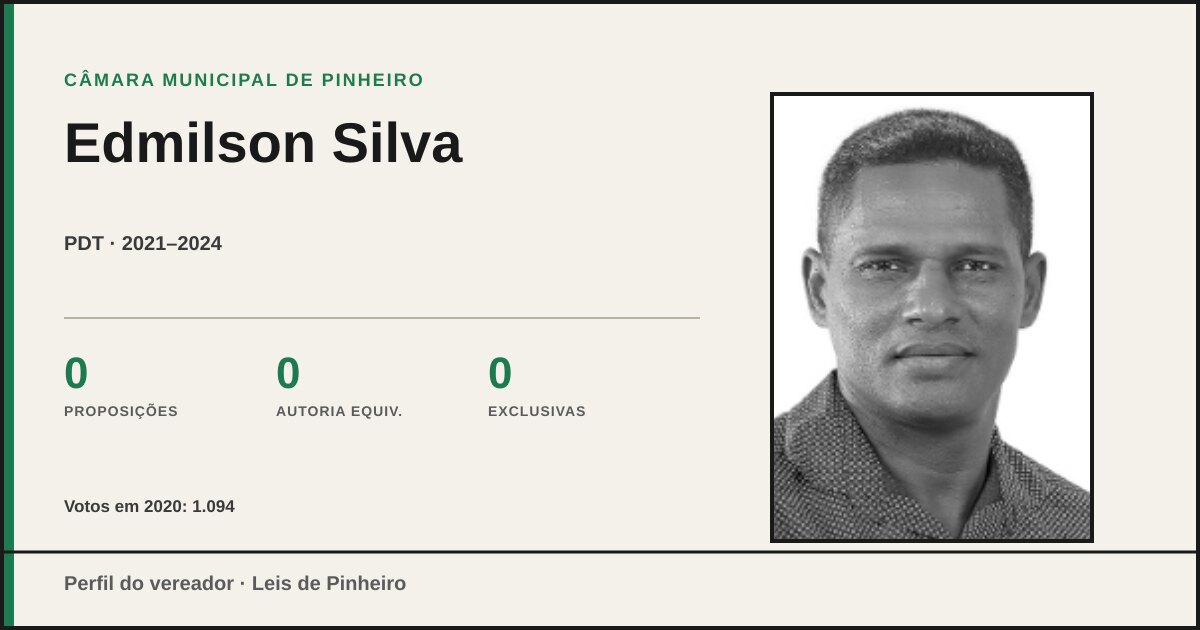 CÂMARA MUNICIPAL DE PINHEIRO
Edmilson Silva
PDT · 2021–2024
0 0 0
PROPOSIÇÕES AUTORIA EQUIV. EXCLUSIVAS
Votos em 2020: 1.094
Perfil do vereador · Leis de Pinheiro